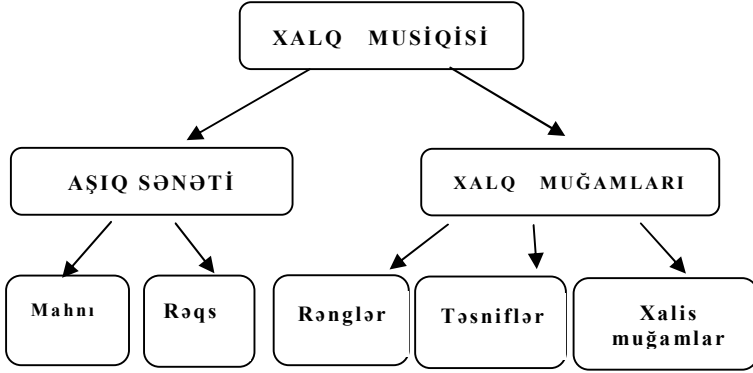 XALQ MUSİQİSİ
AŞIQ SƏNƏTİ
XALQ MUĞAMLARI
Mahnı
Rəqs
Rənglər
Təsniflər
Xalis
muğamlar